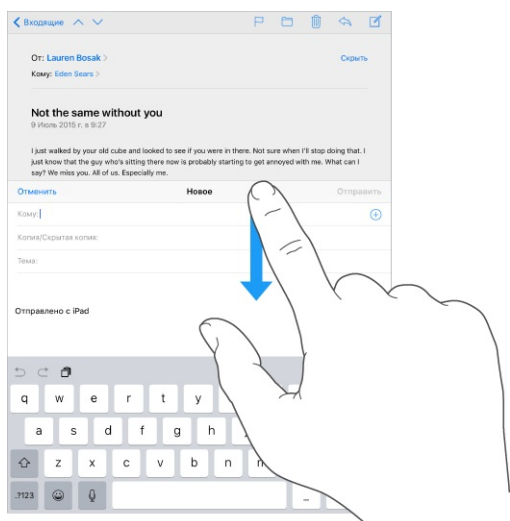 Входящие
От: Lauren Bosak
Скрыть
Кому: Eden Sears
Not the same without you
9 Июль 2015 г. в 9:27
I just walked by your old cube and looked to see if you were in there. Not sure when I'll stop doing that. I
just know that the guy who's sitting there now is probably starting to get annoyed with me. What can I
say? We miss you. All of us. Especially me.
Отменить Новое Отправить
Кому:
Копия/Скрытая копия:
Тема:
Отправлено с iPad
q w e r t y
a s d f g h
z x c v b n m
.?123